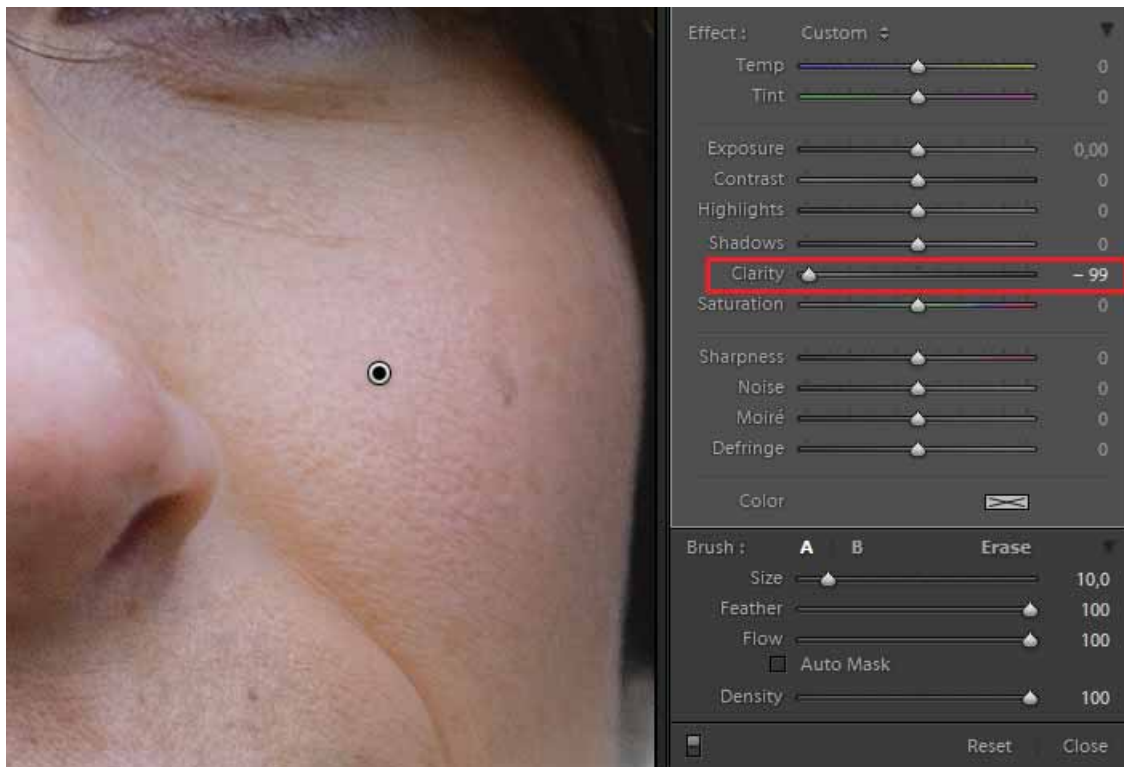 Effect : Custom
Temp 0
Tint 0
Exposure 0,00
Contrast 0
Highlights 0
Shadows 0
Clarity – 99
Saturation 0
Sharpness 0
Noise 0
Moiré 0
Defringe 0
Color
Brush : A B Erase
Size 10,0
Feather 100
Flow 100
Auto Mask
Density 100
Reset Close